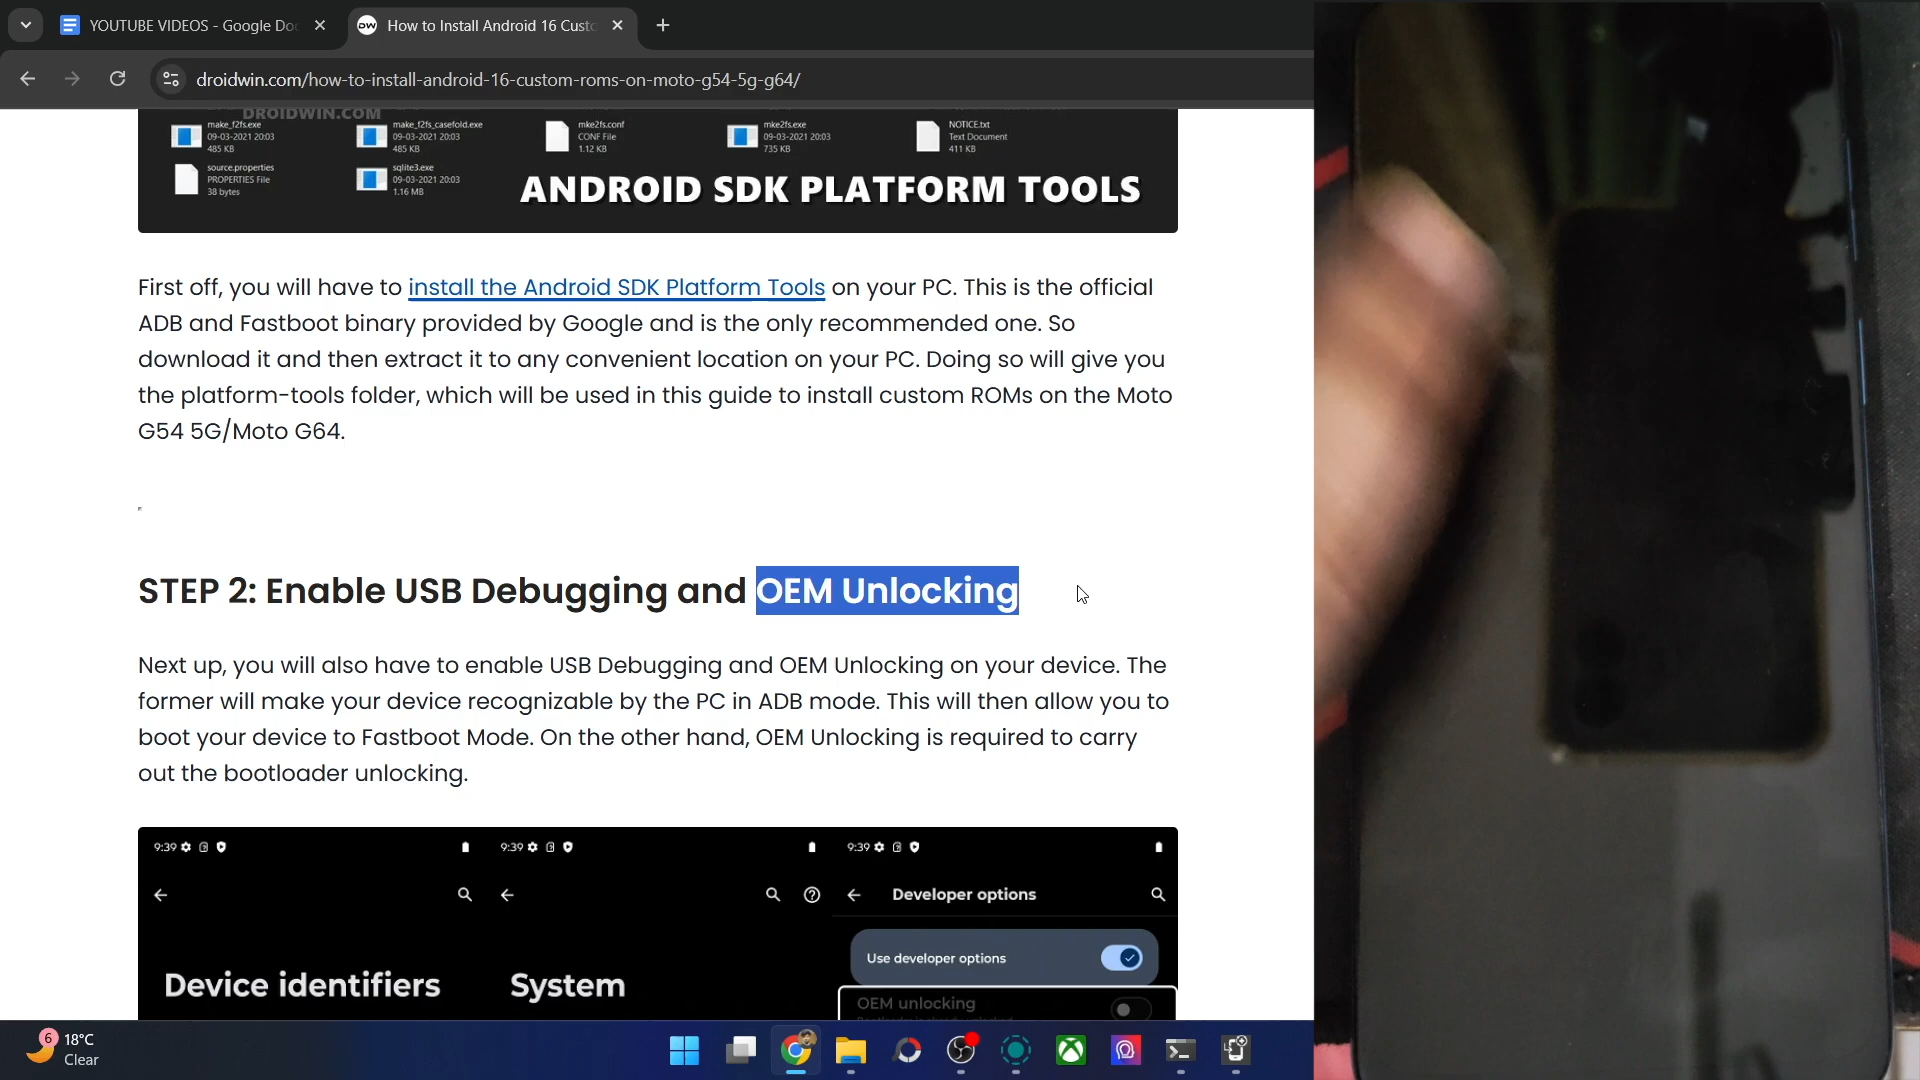 YOUTUBE VIDEOS - Google Doc
How to Install Android 16 Custo
droidwin.com/how-to-install-android-16-custom-roms-on-moto-g54-5g-g64/
DROIDWIN.COM
make_f2fs.exe
09-03-2021 20:03
485 KB
make_f2fs_casefold.exe
09-03-2021 20:03
485 KB
mke2fs.conf
CONF File
1.12 KB
mke2fs.exe
09-03-2021 20:03
735 KB
NOTICE.txt
Text Document
411 KB
source.properties
PROPERTIES File
38 bytes
sqlite3.exe
09-03-2021 20:03
1.16 MB
ANDROID SDK PLATFORM TOOLS
First off, you will have to install the Android SDK Platform Tools on your PC. This is the official
ADB and Fastboot binary provided by Google and is the only recommended one. So
download it and then extract it to any convenient location on your PC. Doing so will give you
the platform-tools folder, which will be used in this guide to install custom ROMs on the Moto
G54 5G/Moto G64.
STEP 2: Enable USB Debugging and OEM Unlocking
Next up, you will also have to enable USB Debugging and OEM Unlocking on your device. The
former will make your device recognizable by the PC in ADB mode. This will then allow you to
boot your device to Fastboot Mode. On the other hand, OEM Unlocking is required to carry
out the bootloader unlocking.
9:39
9:39
9:39
Developer options
Use developer options
Device identifiers
System
OEM unlocking
6
18°C
Clear